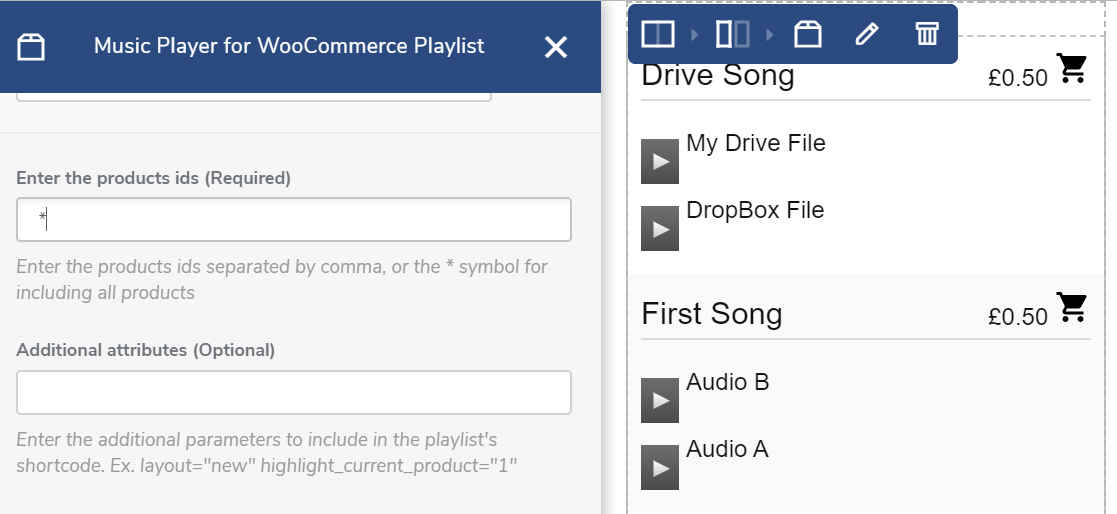 Music Player for WooCommerce Playlist
Enter the products ids (Required)
*
Enter the products ids separated by comma, or the * symbol for
including all products
Additional attributes (Optional)
Enter the additional parameters to include in the playlist's
shortcode. Ex. layout="new" highlight_current_product="1"
Drive Song
£0.50
My Drive File
DropBox File
First Song
£0.50
Audio B
Audio A